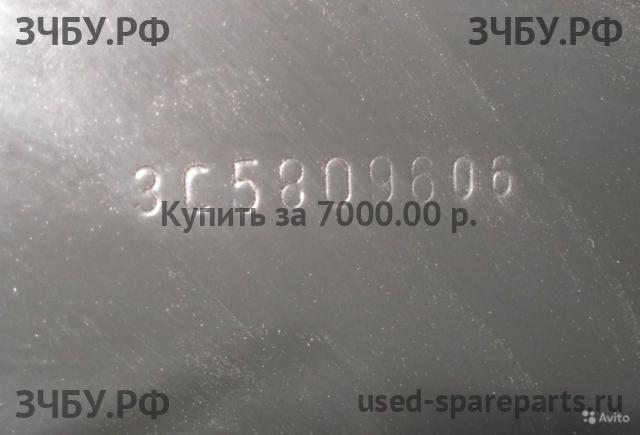 ЗЧБУ.РФ ЗЧБУ.РФ
3C5809606
Купить за 7000.00 р.
ЗЧБУ.РФ used-spareparts.ru
Avito